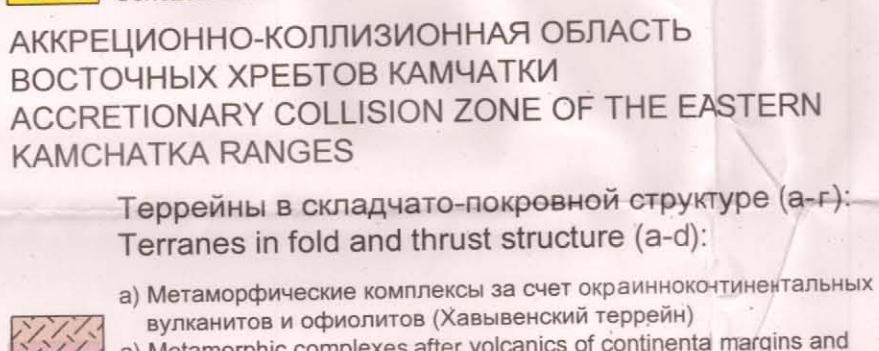 АККРЕЦИОННО-КОЛЛИЗИОННАЯ ОБЛАСТЬ
ВОСТОЧНЫХ ХРЕБТОВ КАМЧАТКИ
ACCRETIONARY COLLISION ZONE OF THE EASTERN
KAMCHATKA RANGES
Террейны в складчато-покровной структуре (а-г):
Terranes in fold and thrust structure (a-d):
а) Метаморфические комплексы за счет окраинноконтинентальных
вулканитов и офиолитов (Хавывенский террейн)
a) Metamorphic complexes after volcanics of continental margins and